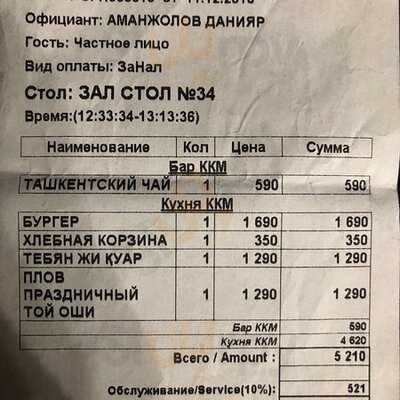 Официант: АМАНЖОЛОВ ДАНИЯР
Гость: Частное лицо
Вид оплаты: ЗаНал
Стол: ЗАЛ СТОЛ №34
Время:(12:33:34-13:13:36)
Наименование Кол Цена Сумма
Бар ККМ
ТАШКЕНТСКИЙ ЧАЙ 1 590 590
Кухня ККМ
БУРГЕР 1 1 690 1 690
ХЛЕБНАЯ КОРЗИНА 1 350 350
ТЕБЯН ЖИ ҚУАР 1 1 290 1 290
ПЛОВ
ПРАЗДНИЧНЫЙ 1 1 290 1 290
ТОЙ ОШИ
Бар ККМ 590
Кухня ККМ 4 620
Всего / Amount : 5 210
Обслуживание/Service(10%): 521